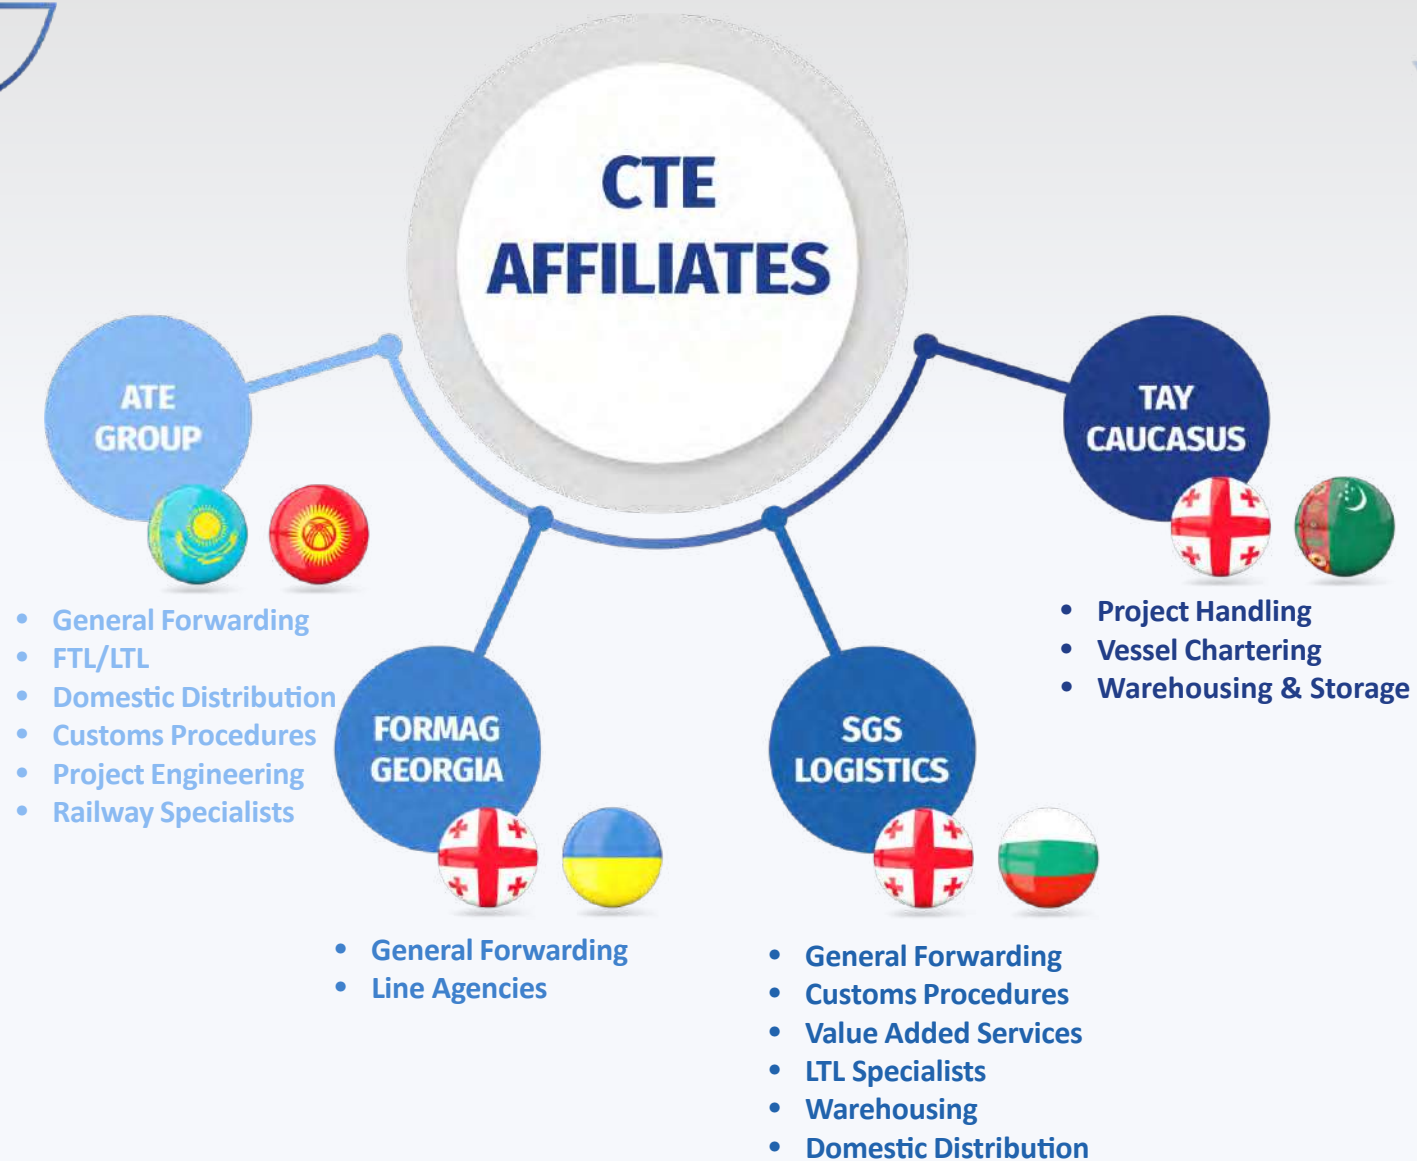 CTE
AFFILIATES
ATE
GROUP
• General Forwarding
• FTL/LTL
• Domestic Distribution
• Customs Procedures
• Project Engineering
• Railway Specialists
FORMAG
GEORGIA
• General Forwarding
• Line Agencies
SGS
LOGISTICS
• General Forwarding
• Customs Procedures
• Value Added Services
• LTL Specialists
• Warehousing
• Domestic Distribution
TAY
CAUCASUS
• Project Handling
• Vessel Chartering
• Warehousing & Storage